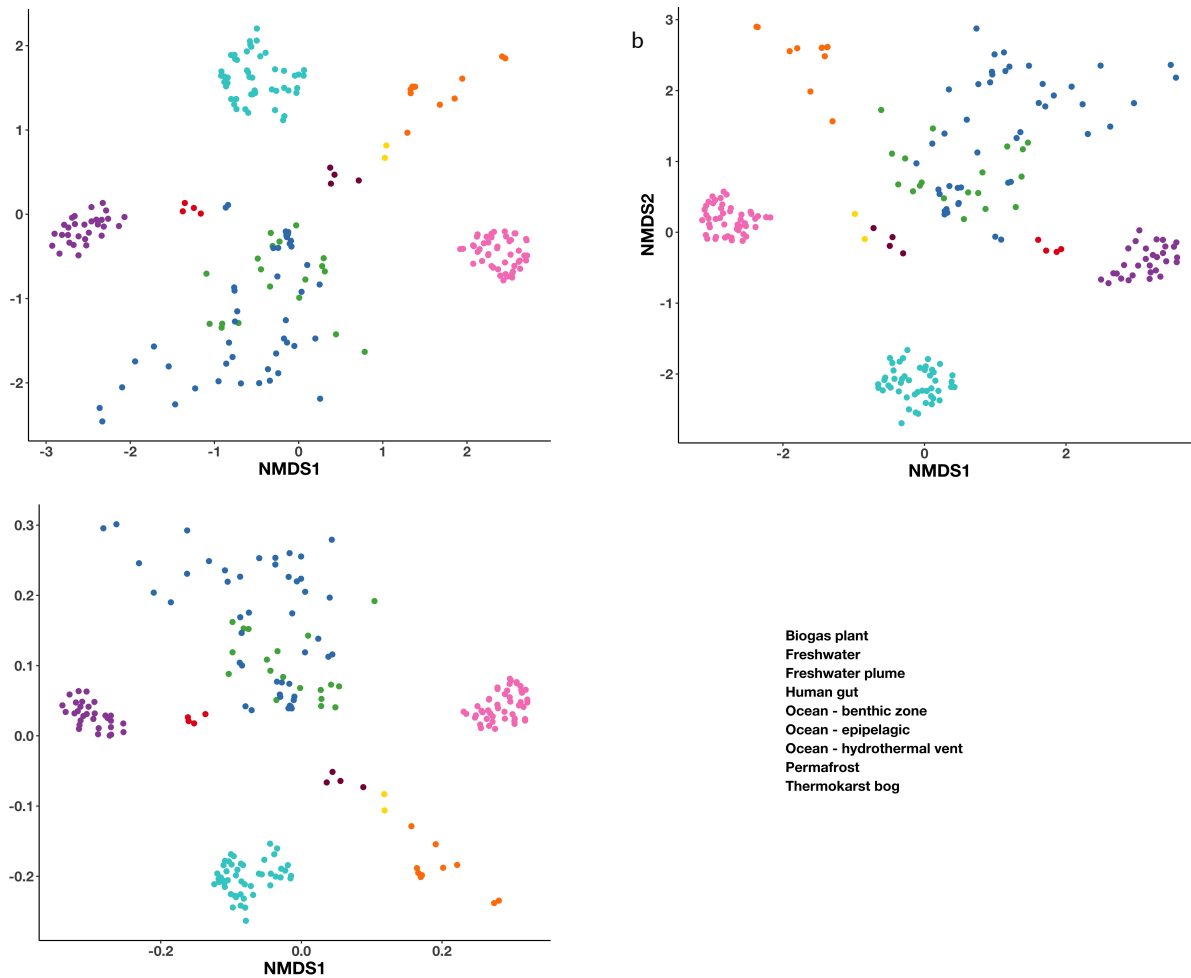 2
1
0
-1
-2
-3
-2
-1
0
1
2
NMDS1
b
NMDS2
3
2
1
0
-1
-2
-2
0
2
NMDS1
0.3
0.2
0.1
0.0
-0.1
-0.2
-0.2
0.0
0.2
NMDS1
Biogas plant
Freshwater
Freshwater plume
Human gut
Ocean - benthic zone
Ocean - epipelagic
Ocean - hydrothermal vent
Permafrost
Thermokarst bog